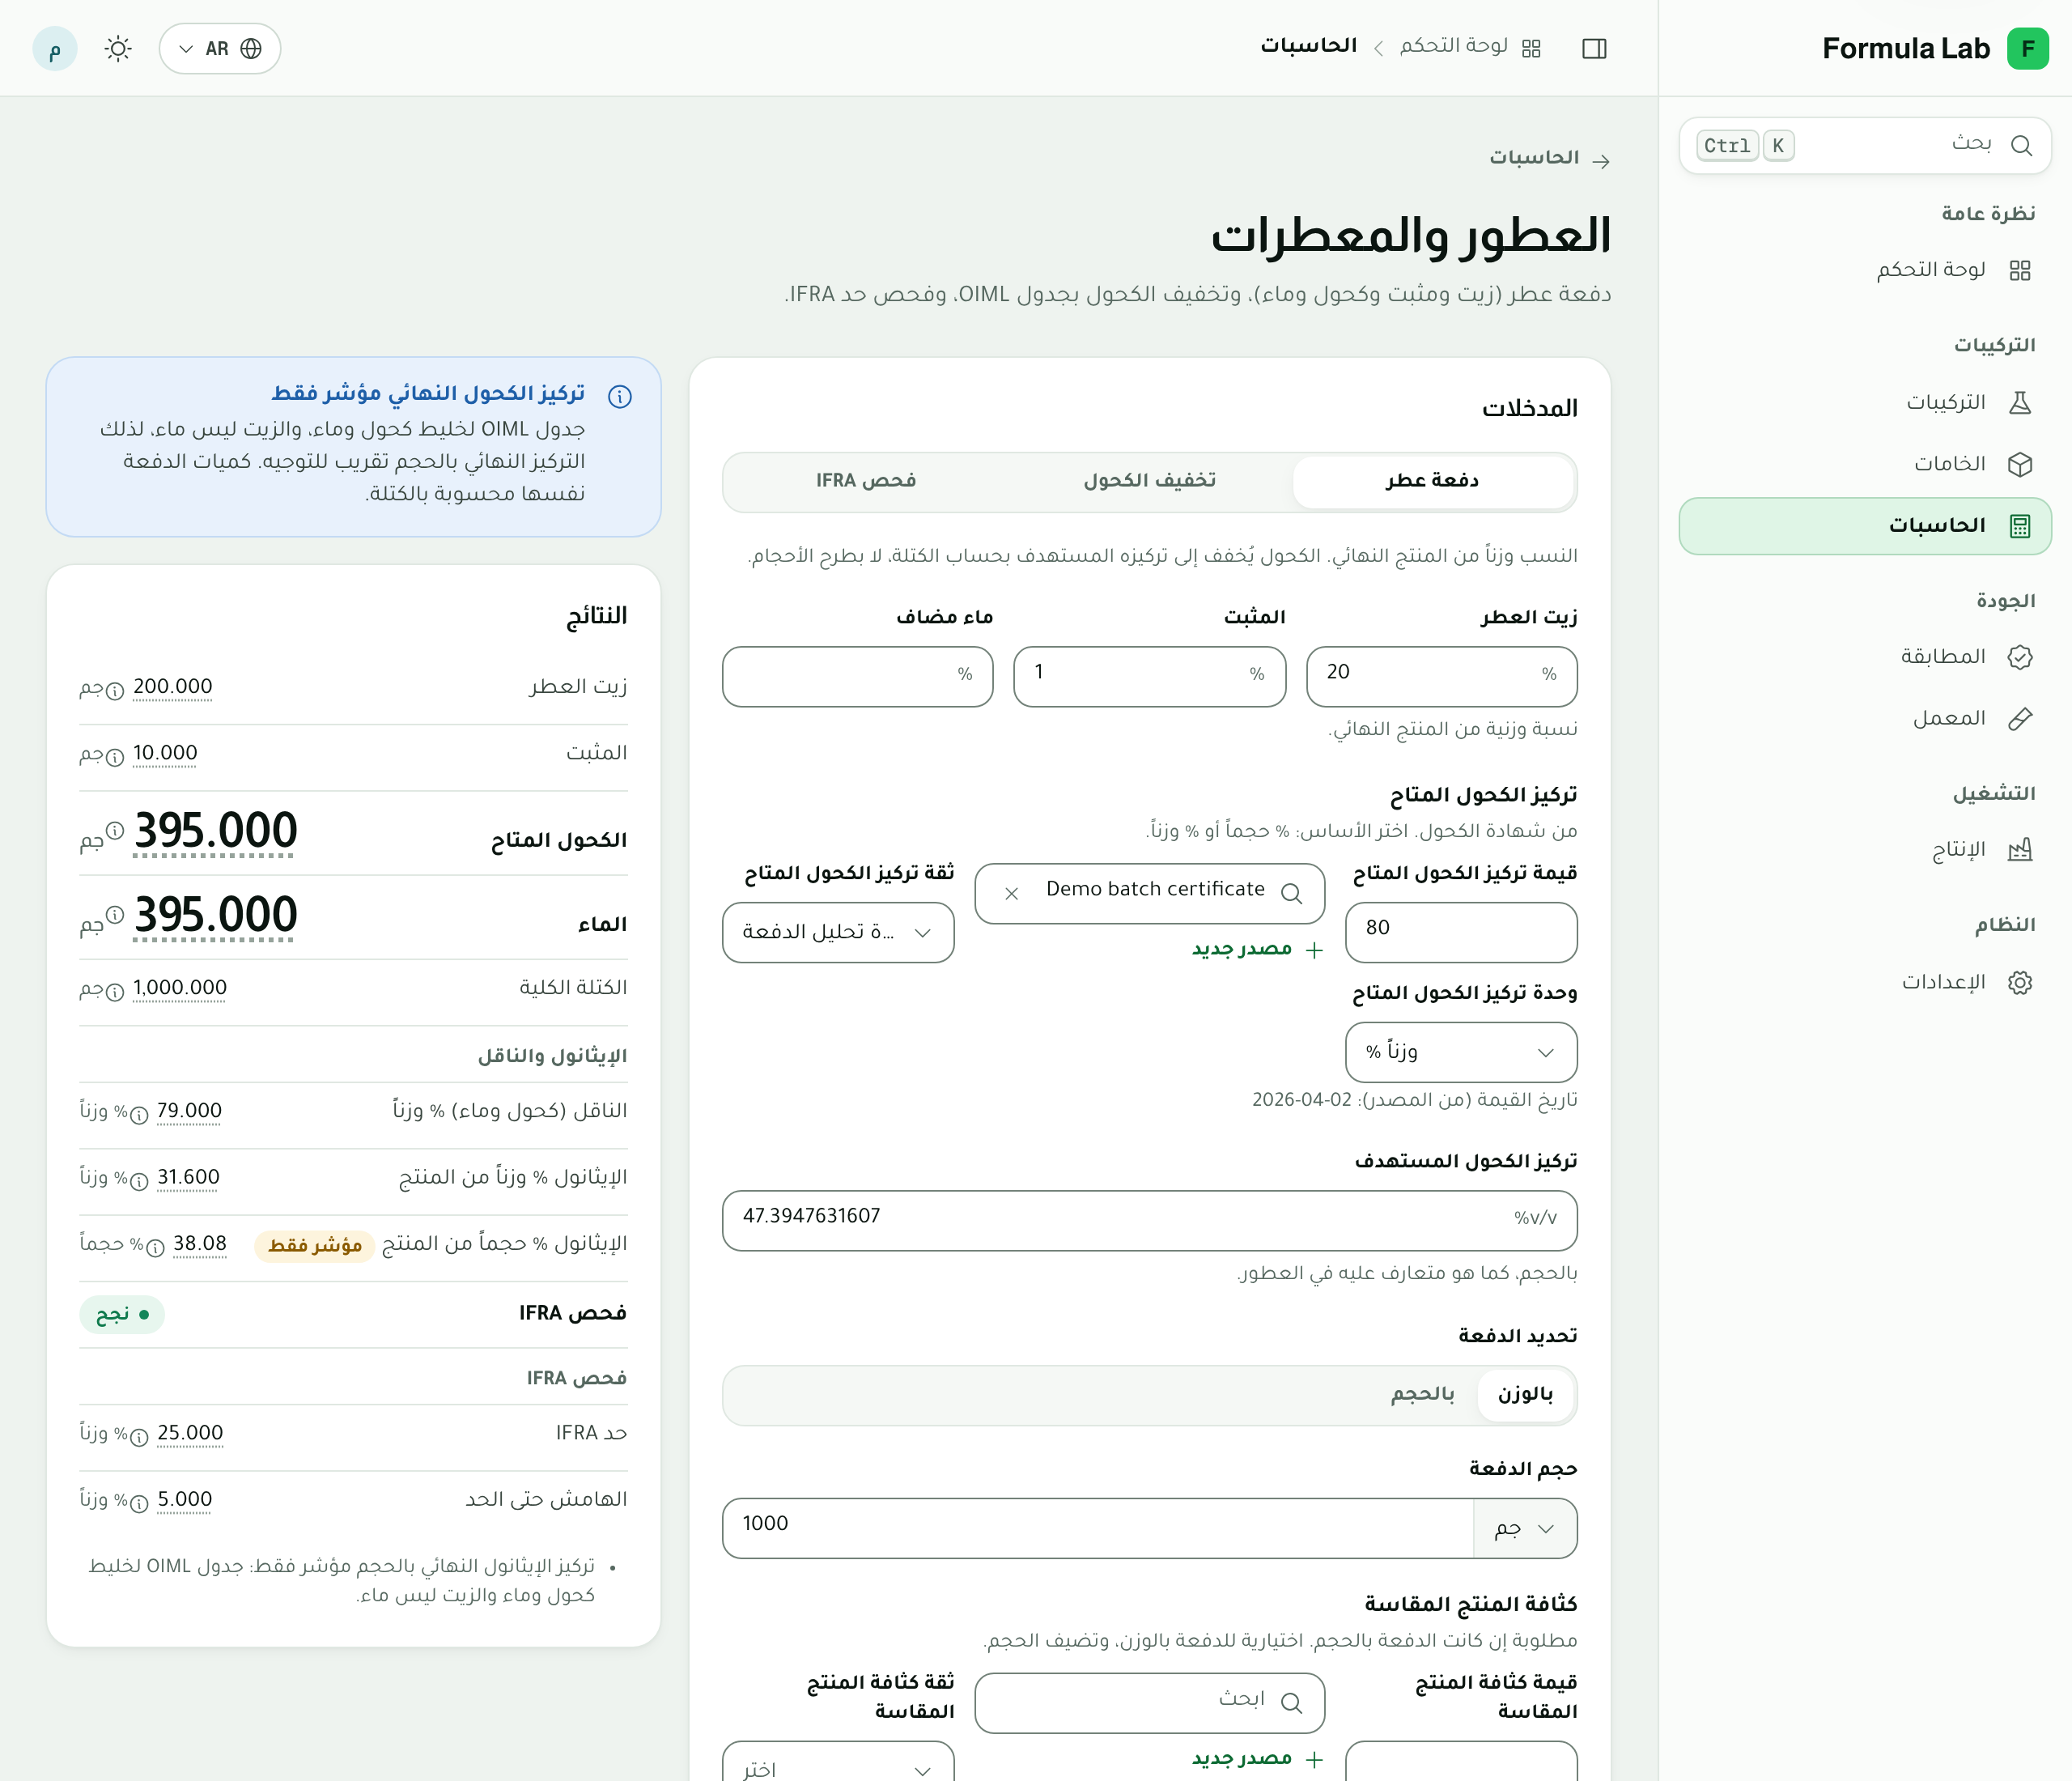 F
Formula Lab
لوحة التحكم
الحاسبات
AR
م
بحث
Ctrl K
نظرة عامة
لوحة التحكم
التركيبات
التركيبات
الخامات
الحاسبات
الجودة
المطابقة
المعمل
التشغيل
الإنتاج
النظام
الإعدادات
الحاسبات
العطور والمعطرات
دفعة عطر (زيت ومثبت وكحول وماء)، وتخفيف الكحول بجدول OIML، وفحص حد IFRA.
المدخلات
دفعة عطر
تخفيف الكحول
فحص IFRA
النسب وزناً من المنتج النهائي. الكحول يُخفف إلى تركيزه المستهدف بحساب الكتلة، لا بطرح الأحجام.
زيت العطر
المثبت
ماء مضاف
20 %
1 %
%
نسبة وزنية من المنتج النهائي.
تركيز الكحول المتاح
من شهادة الكحول. اختر الأساس: % حجماً أو % وزناً.
قيمة تركيز الكحول المتاح
80
Demo batch certificate
مصدر جديد
ثقة تركيز الكحول المتاح
...ة تحليل الدفعة
وحدة تركيز الكحول المتاح
% وزناً
تاريخ القيمة (من المصدر): 2026-04-02
تركيز الكحول المستهدف
47.3947631607 %v/v
بالحجم، كما هو متعارف عليه في العطور.
تحديد الدفعة
بالوزن
بالحجم
حجم الدفعة
جم
1000
كثافة المنتج المقاسة
مطلوبة إن كانت الدفعة بالحجم. اختيارية للدفعة بالوزن، وتضيف الحجم.
قيمة كثافة المنتج
المقاسة
ابحث
مصدر جديد
ثقة كثافة المنتج
المقاسة
اختر
تركيز الكحول النهائي مؤشر فقط
جدول OIML لخليط كحول وماء، والزيت ليس ماء، لذلك
التركيز النهائي بالحجم تقريب للتوجيه. كميات الدفعة
نفسها محسوبة بالكتلة.
النتائج
زيت العطر 200.000 جم
المثبت 10.000 جم
الكحول المتاح 395.000 جم
الماء 395.000 جم
الكتلة الكلية 1,000.000 جم
الإيثانول والناقل
الناقل (كحول وماء) % وزناً 79.000 % وزناً
الإيثانول % وزناً من المنتج 31.600 % وزناً
الإيثانول % حجماً من المنتج مؤشر فقط 38.08 % حجماً
فحص IFRA نجح
فحص IFRA
حد IFRA 25.000 % وزناً
الهامش حتى الحد 5.000 % وزناً
• تركيز الإيثانول النهائي بالحجم مؤشر فقط: جدول OIML لخليط
كحول وماء والزيت ليس ماء.